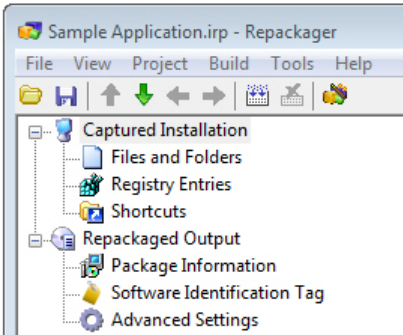 Sample Application.irp - Repackager
File View Project Build Tools Help
Captured Installation
Files and Folders
Registry Entries
Shortcuts
Repackaged Output
Package Information
Software Identification Tag
Advanced Settings